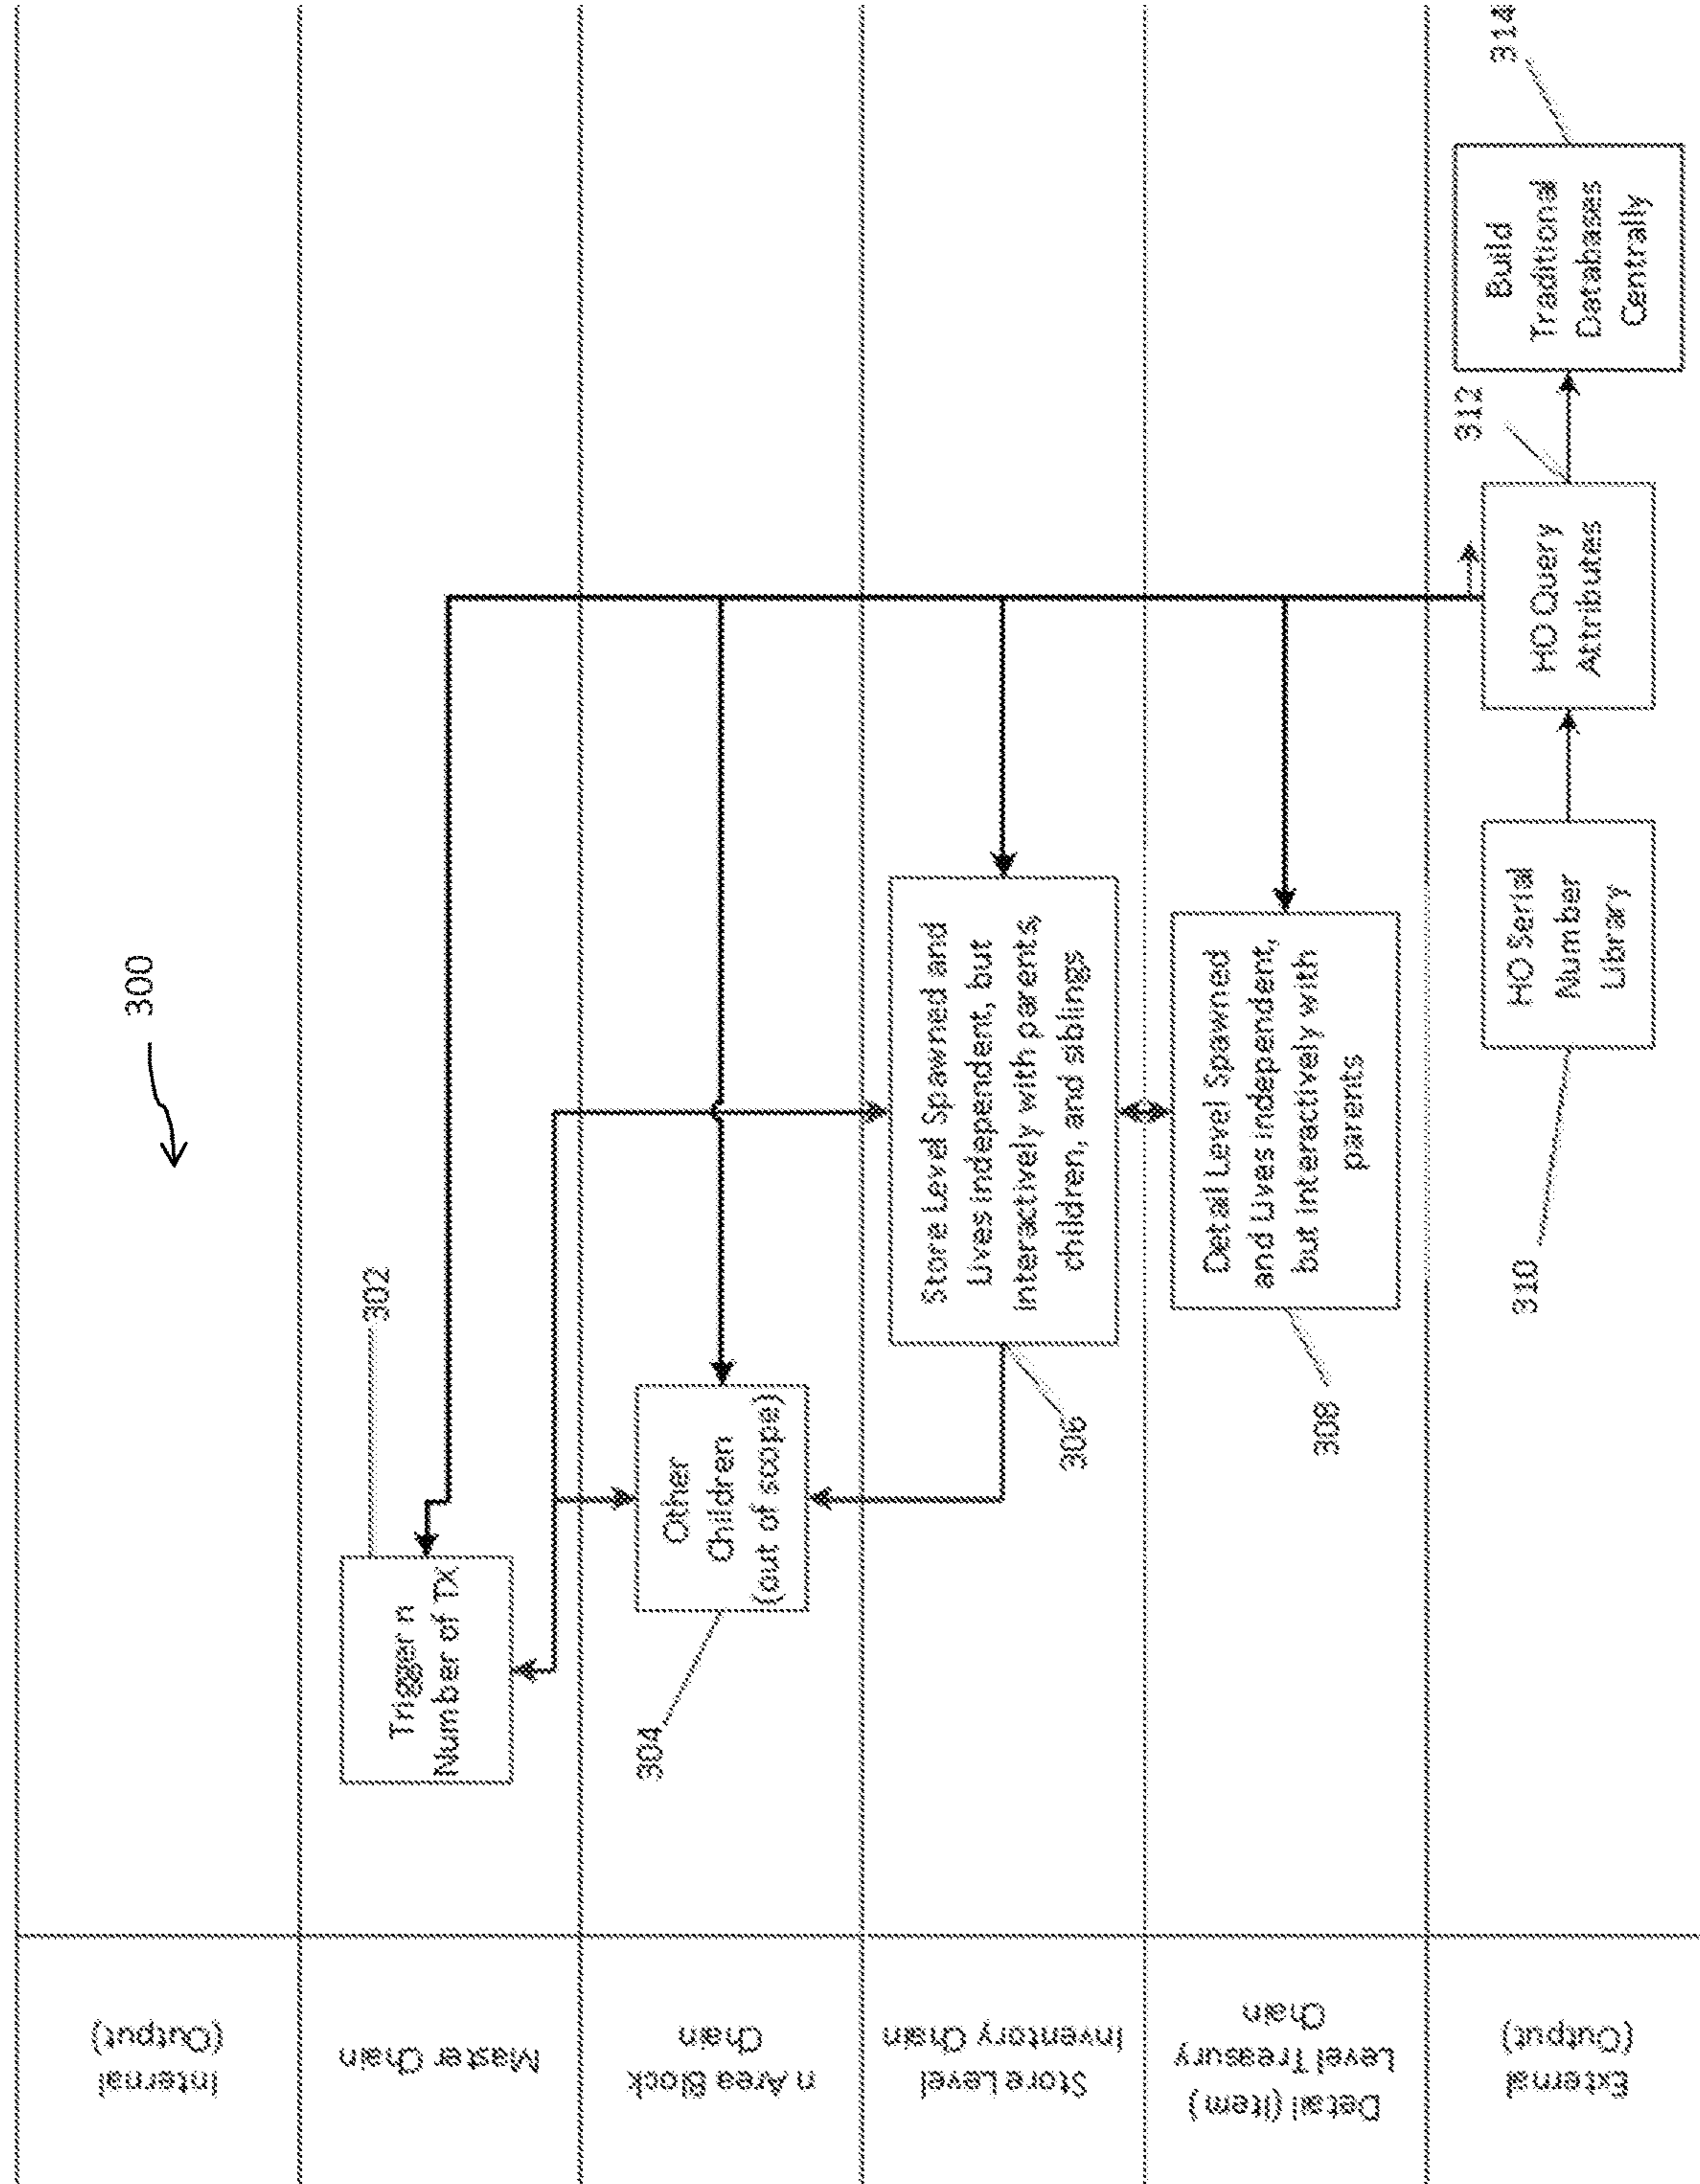 300
Internal
(Output)
Master Chain
302
Trigger n
Number of TX
n Area Block
Chain
304
Other
Children
(out of scope)
Store Level
Inventory Chain
306
Store Level Spawned and
Lives independent, but
interactively with parents,
children, and siblings
Detail (Item)
Level Treasury
Chain
308
Detail Level Spawned
and Lives independent,
but interactively with
parents
External
(Output)
310
HO Serial
Number
Library
312
HO Query
Attributes
314
Build
Traditional
Databases
Centrally